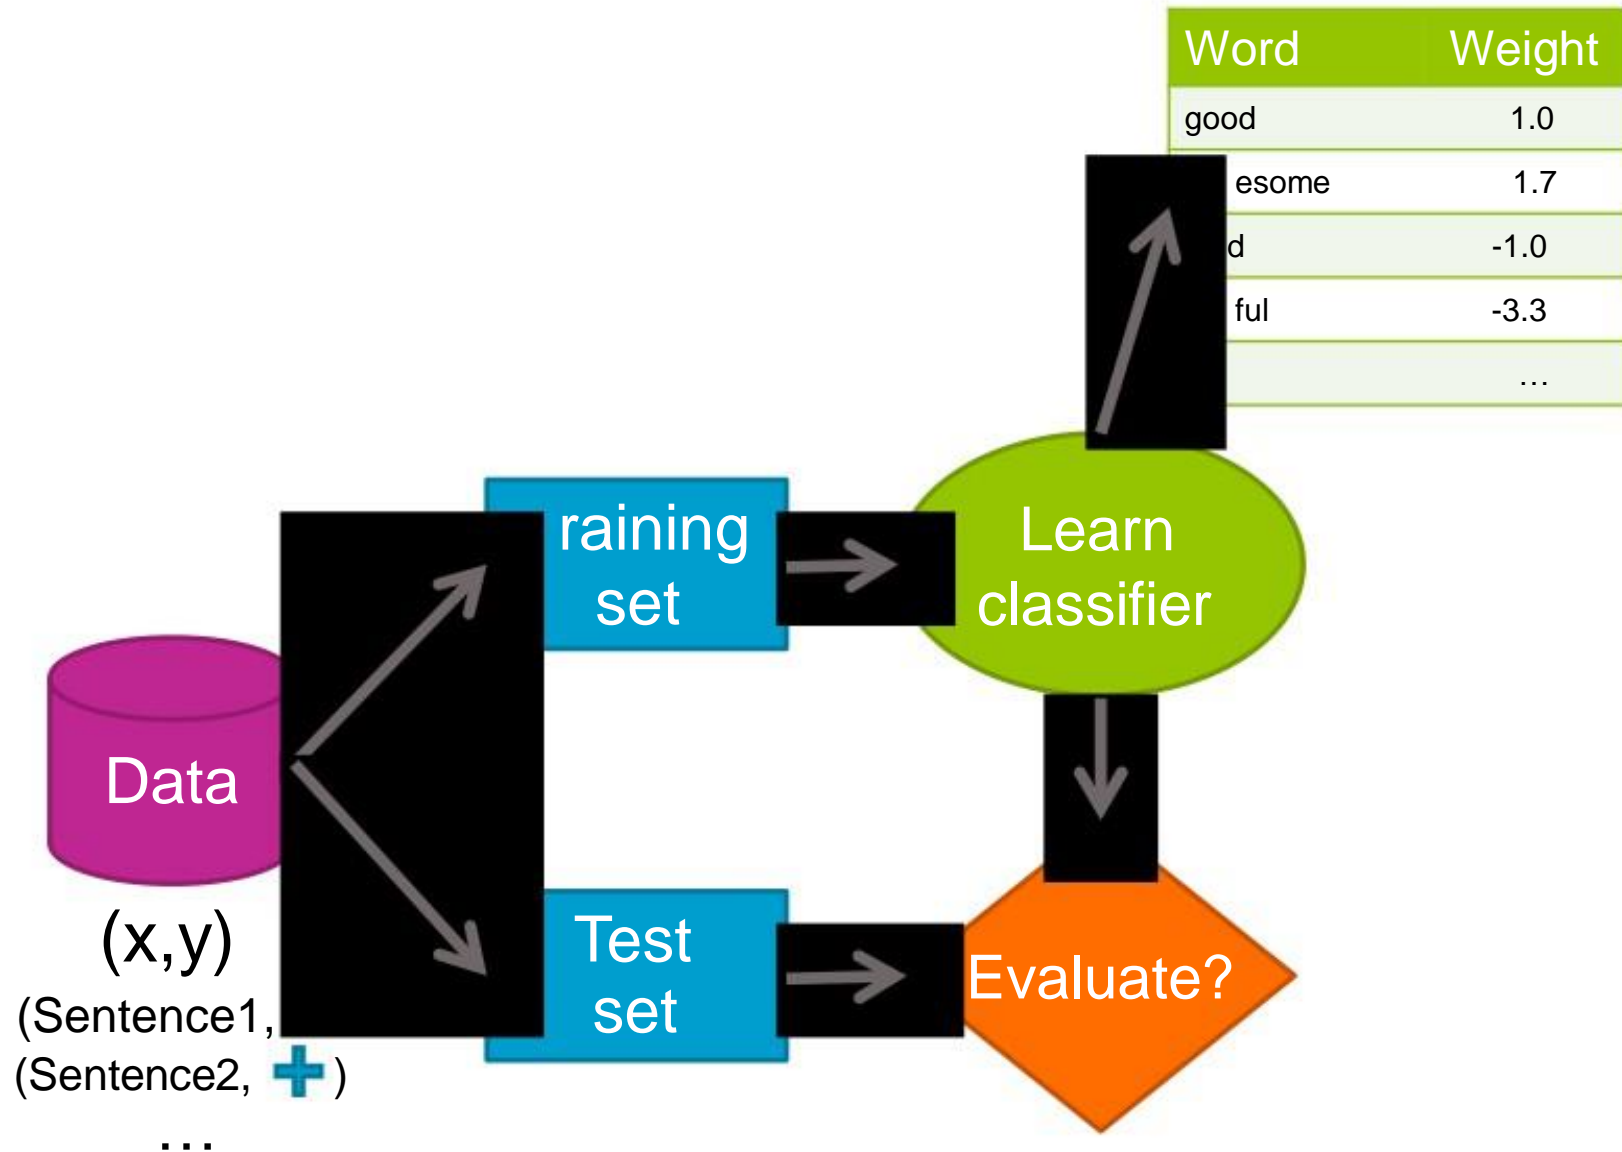 Word Weight
good 1.0
esome 1.7
d -1.0
ful -3.3
…
raining
set
Learn
classifier
Data
(x,y)
(Sentence1,
(Sentence2, + )
…
Test
set
Evaluate?